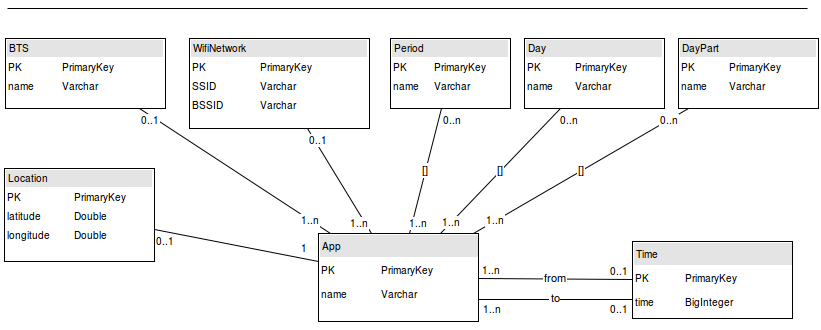 BTS
PK PrimaryKey
name Varchar
WifiNetwork
PK PrimaryKey
SSID Varchar
BSSID Varchar
Period
PK PrimaryKey
name Varchar
Day
PK PrimaryKey
name Varchar
DayPart
PK PrimaryKey
name Varchar
0..1
0..1
0..n
0..n
0..n
[]
[]
[]
Location
PK PrimaryKey
latitude Double
longitude Double
0..1
1
1..n
1..n
1..n
1..n
1..n
App
PK PrimaryKey
name Varchar
1..n from 0..1
1..n to 0..1
Time
PK PrimaryKey
time BigInteger